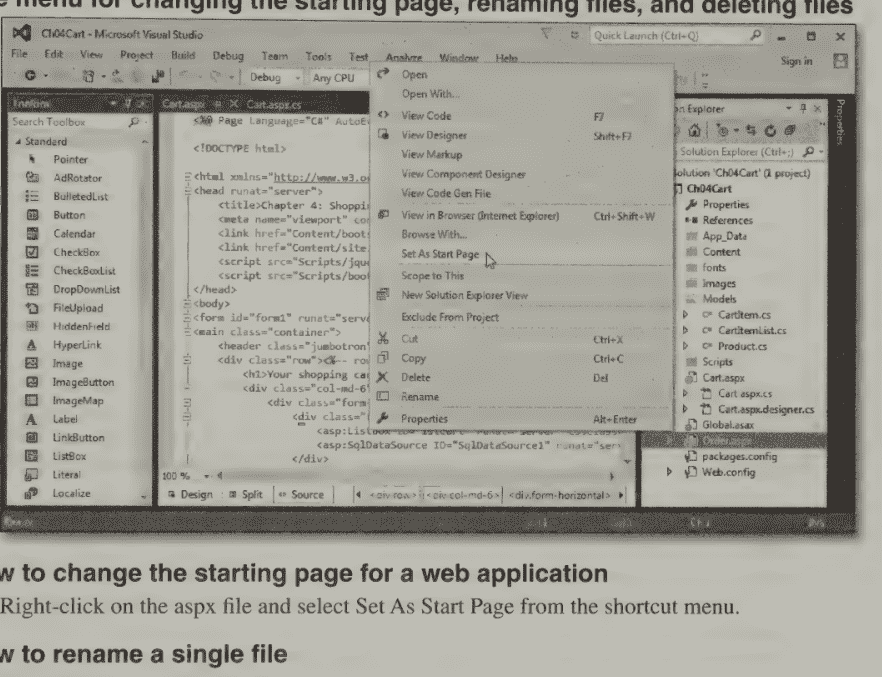 menu for changing the starting page, renaming files, and deleting files
Ch04Cart - Microsoft Visual Studio
Quick Launch (Ctrl+Q)
File Edit View Project Build Debug Team Tools Test Analyze Window Help
Sign in
Debug Any CPU
Toolbox
Search Toolbox
Standard
Pointer
AdRotator
BulletedList
Button
Calendar
CheckBox
CheckBoxList
DropDownList
FileUpload
HiddenField
HyperLink
Image
ImageButton
ImageMap
Label
LinkButton
ListBox
Literal
Localize
Cart.aspx Cart.aspx.cs
<%@ Page Language="C#" AutoEv
<!DOCTYPE html>
<html xmlns="http://www.w3.o
<head runat="server">
<title>Chapter 4: Shoppi
<meta name="viewport" con
<link href="Content/boot
<link href="Content/site
<script src="Scripts/jqu
<script src="Scripts/boo
</head>
<body>
<form id="form1" runat="serve
<main class="container">
<header class="jumbotron"
<div class="row"><%-- ro
<h1>Your shopping ca
<div class="col-md-6"
<div class="form
<div class="
<asp:SqlDataSource ID="SqlDataSource1" runat="serv
</div>
100 %
Design Split Source <div.row> <div.col-md-6> <div.form-horizontal>
Open
Open With...
View Code F7
View Designer Shift+F7
View Markup
View Component Designer
View Code Gen File
View in Browser (Internet Explorer) Ctrl+Shift+W
Browse With...
Set As Start Page
Scope to This
New Solution Explorer View
Exclude From Project
Cut Ctrl+X
Copy Ctrl+C
Delete Del
Rename
Properties Alt+Enter
n Explorer
Solution Explorer (Ctrl+;)
olution 'Ch04Cart' (1 project)
Ch04Cart
Properties
References
App_Data
Content
fonts
Images
Models
CartItem.cs
CartItemList.cs
Product.cs
Scripts
Cart.aspx
Cart.aspx.cs
Cart.aspx.designer.cs
Global.asax
packages.config
Web.config
Properties
w to change the starting page for a web application
Right-click on the aspx file and select Set As Start Page from the shortcut menu.
w to rename a single file